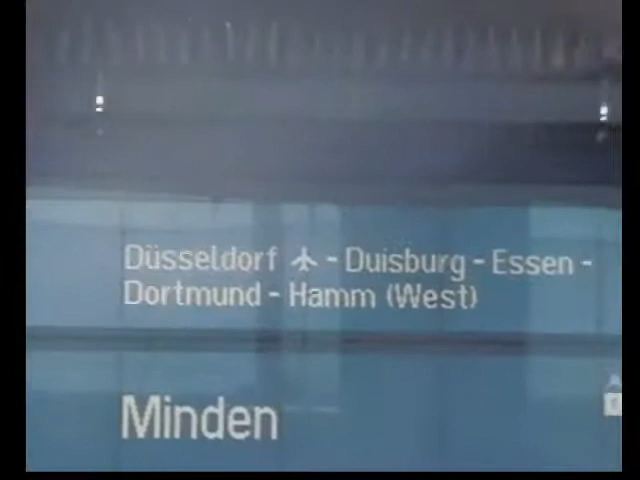 Düsseldorf ✈ - Duisburg - Essen -
Dortmund - Hamm (West)
Minden